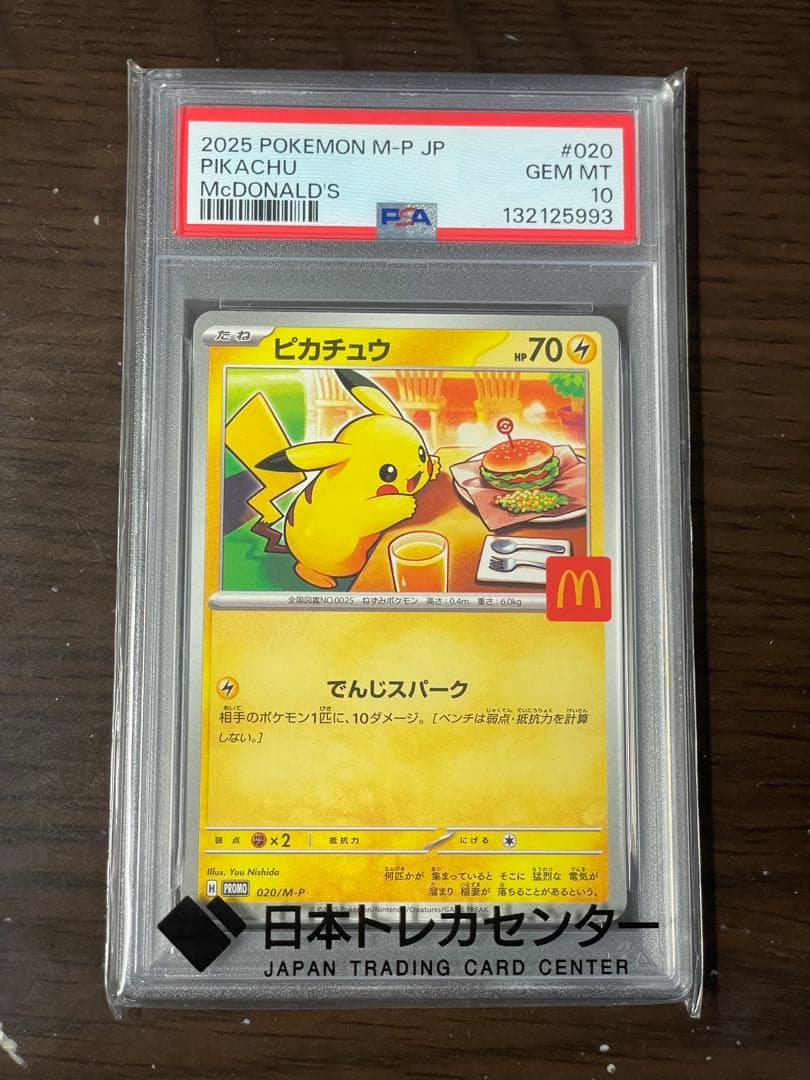 2025 POKEMON M-P JP #020
PIKACHU GEM MT
McDONALD'S 10
PSA 132125993
たね ピカチュウ HP70
全国図鑑NO.0025 ねずみポケモン 高さ:0.4m 重さ:6.0kg
でんじスパーク
相手のポケモン1匹に、10ダメージ。[ベンチは弱点・抵抗力を計算
しない。]
弱点 ×2 抵抗力 にげる
Illus. Yuu Nishida
何匹かが 集まっていると そこに 猛烈な 電気が
溜まり 稲妻が 落ちることがあるという。
H PROMO 020/M-P
Pokémon/Nintendo/Creatures/GAME FREAK
日本トレカセンター
JAPAN TRADING CARD CENTER